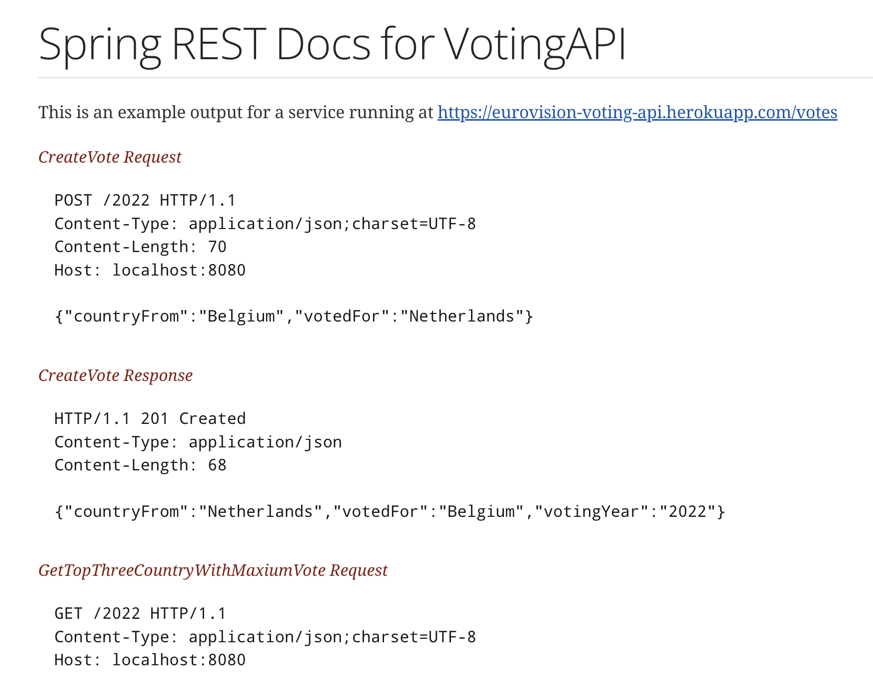 Spring REST Docs for VotingAPI
This is an example output for a service running at https://eurovision-voting-api.herokuapp.com/votes
CreateVote Request
POST /2022 HTTP/1.1
Content-Type: application/json;charset=UTF-8
Content-Length: 70
Host: localhost:8080
{"countryFrom":"Belgium","votedFor":"Netherlands"}
CreateVote Response
HTTP/1.1 201 Created
Content-Type: application/json
Content-Length: 68
{"countryFrom":"Netherlands","votedFor":"Belgium","votingYear":"2022"}
GetTopThreeCountryWithMaxiumVote Request
GET /2022 HTTP/1.1
Content-Type: application/json;charset=UTF-8
Host: localhost:8080